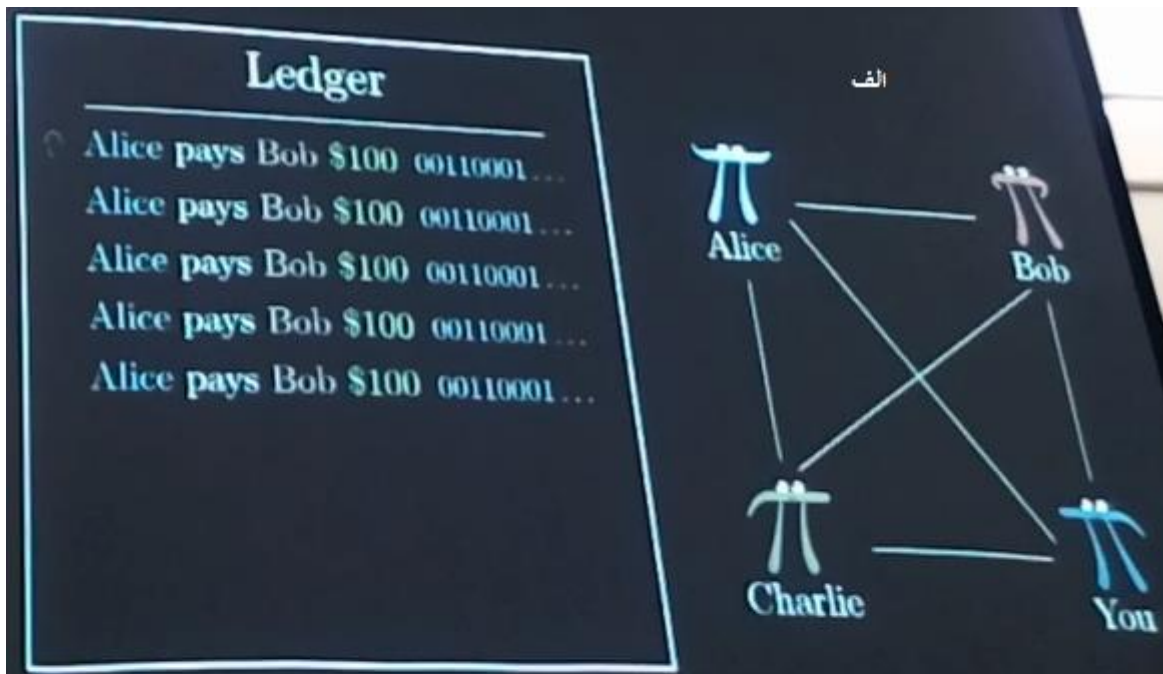 Ledger
Alice pays Bob $100 00110001...
Alice pays Bob $100 00110001...
Alice pays Bob $100 00110001...
Alice pays Bob $100 00110001...
Alice pays Bob $100 00110001...
الف
Alice
Bob
Charlie
You